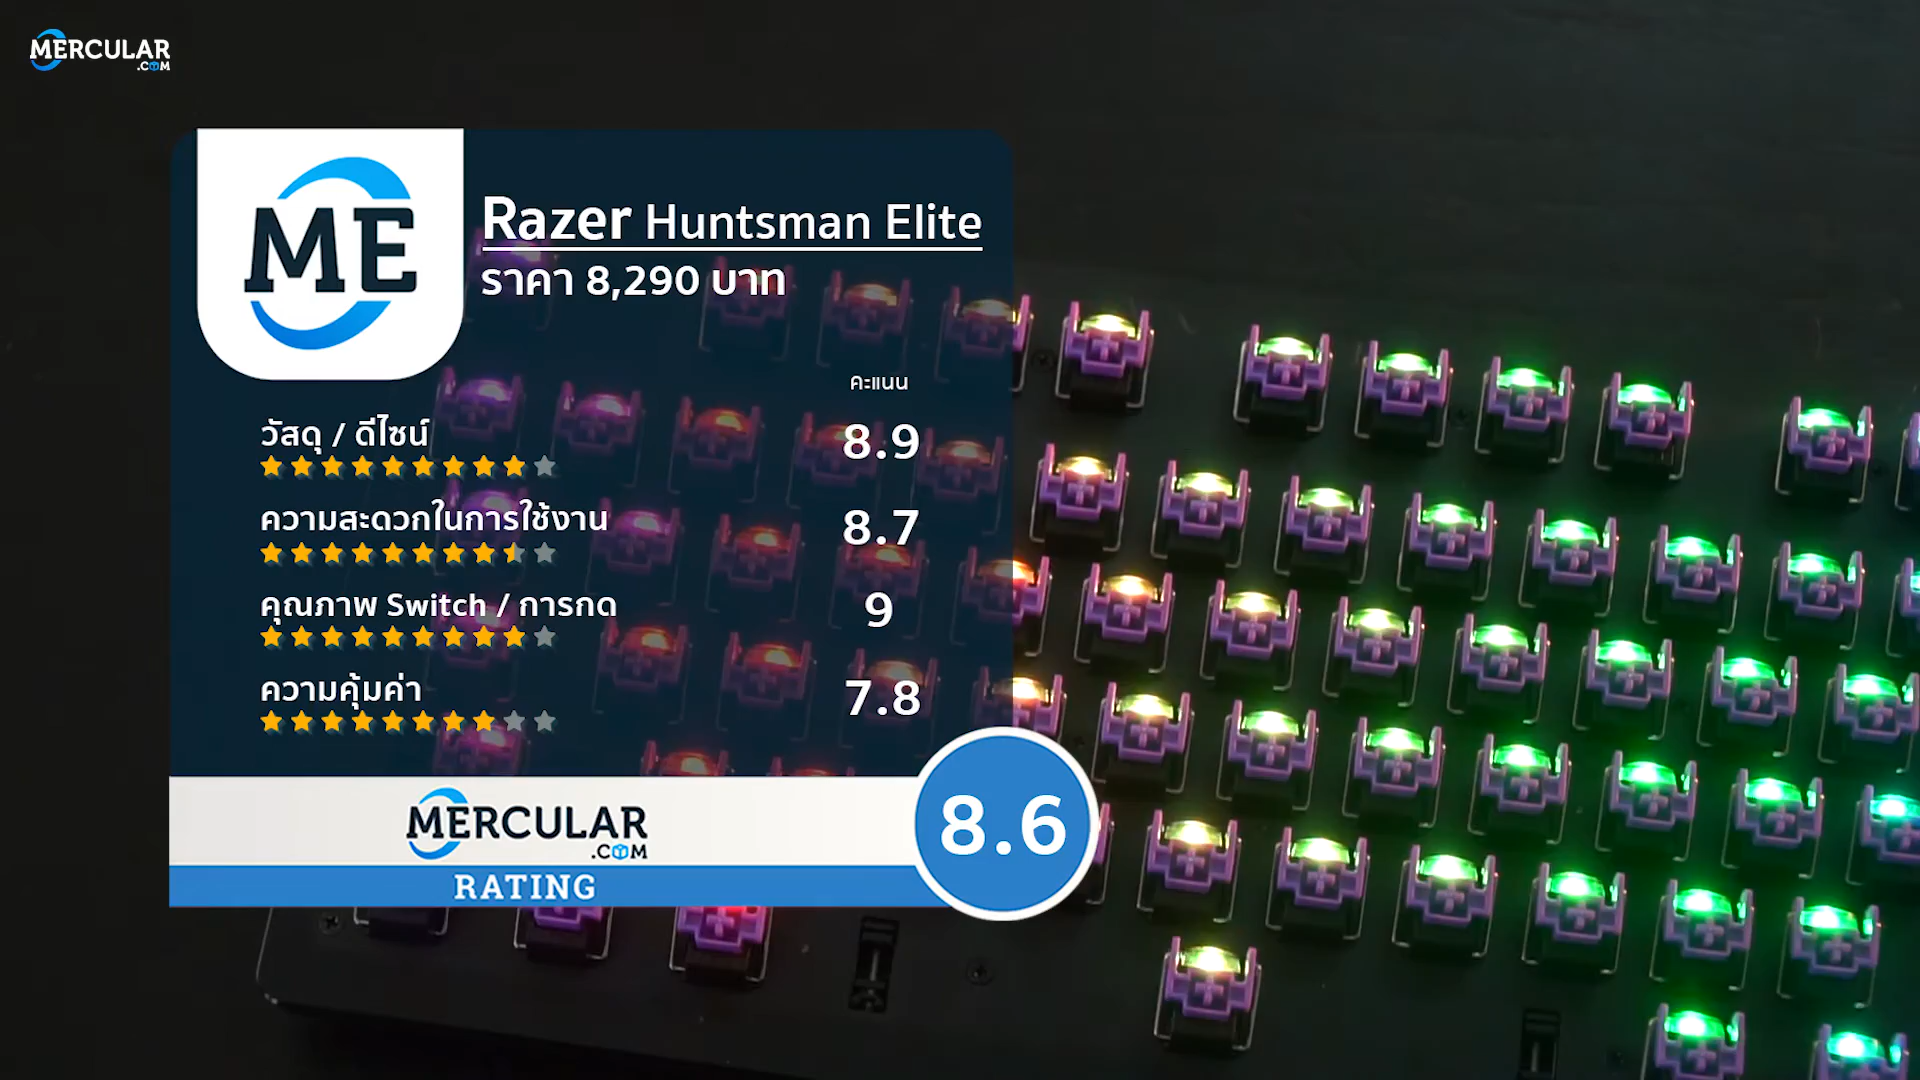 MERCULAR
.COM
ME
Razer Huntsman Elite
ราคา 8,290 บาท
คะแนน
วัสดุ / ดีไซน์
8.9
ความสะดวกในการใช้งาน
8.7
คุณภาพ Switch / การกด
9
ความคุ้มค่า
7.8
MERCULAR
.COM
8.6
RATING